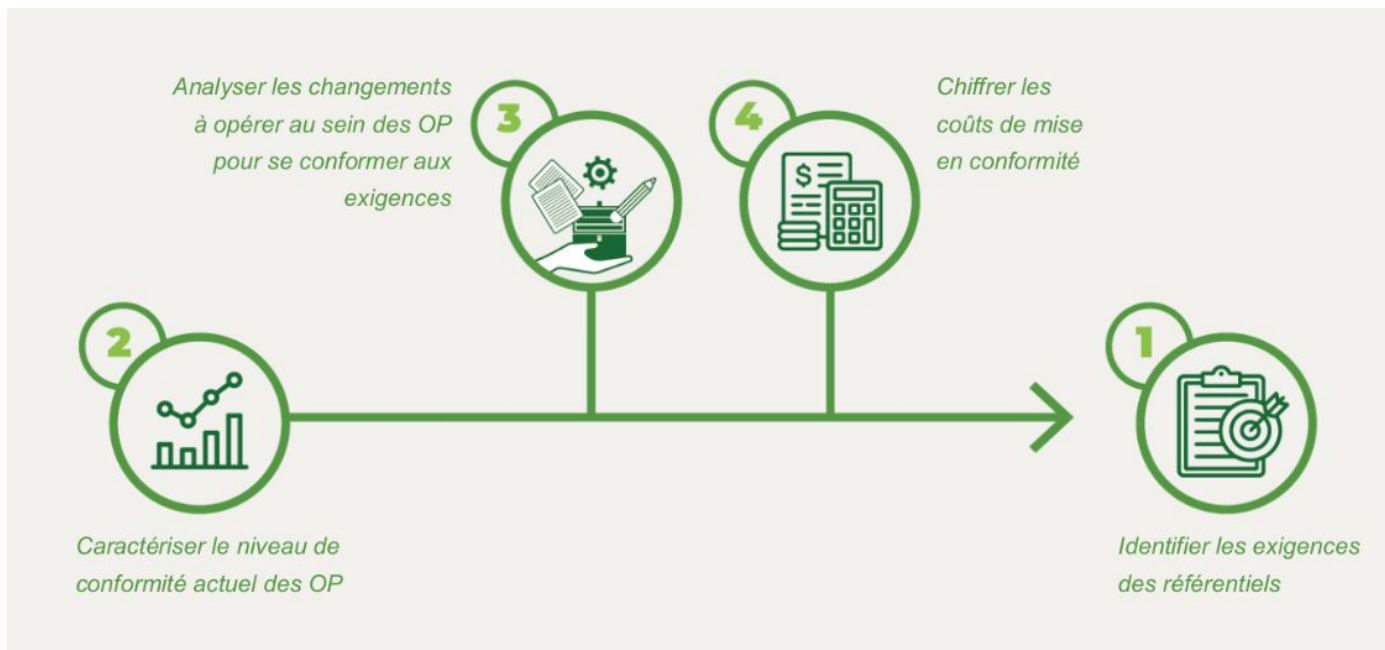 3
Analyser les changements
à opérer au sein des OP
pour se conformer aux
exigences
4
Chiffrer les
coûts de mise
en conformité
$
2
Caractériser le niveau de
conformité actuel des OP
1
Identifier les exigences
des référentiels